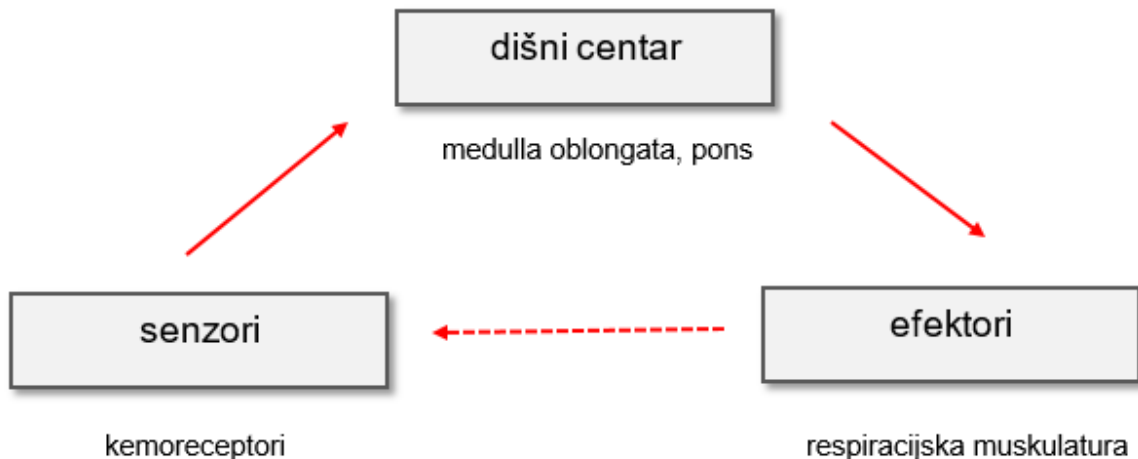 dišni centar
medulla oblongata, pons
senzori
efektori
kemoreceptori
respiracijska muskulatura